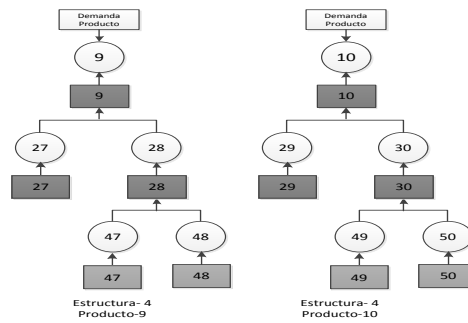 Demanda
Producto
9
9
27
28
27
28
47
48
47
48
Estructura- 4
Producto-9
Demanda
Producto
10
10
29
30
29
30
49
50
49
50
Estructura- 4
Producto-10